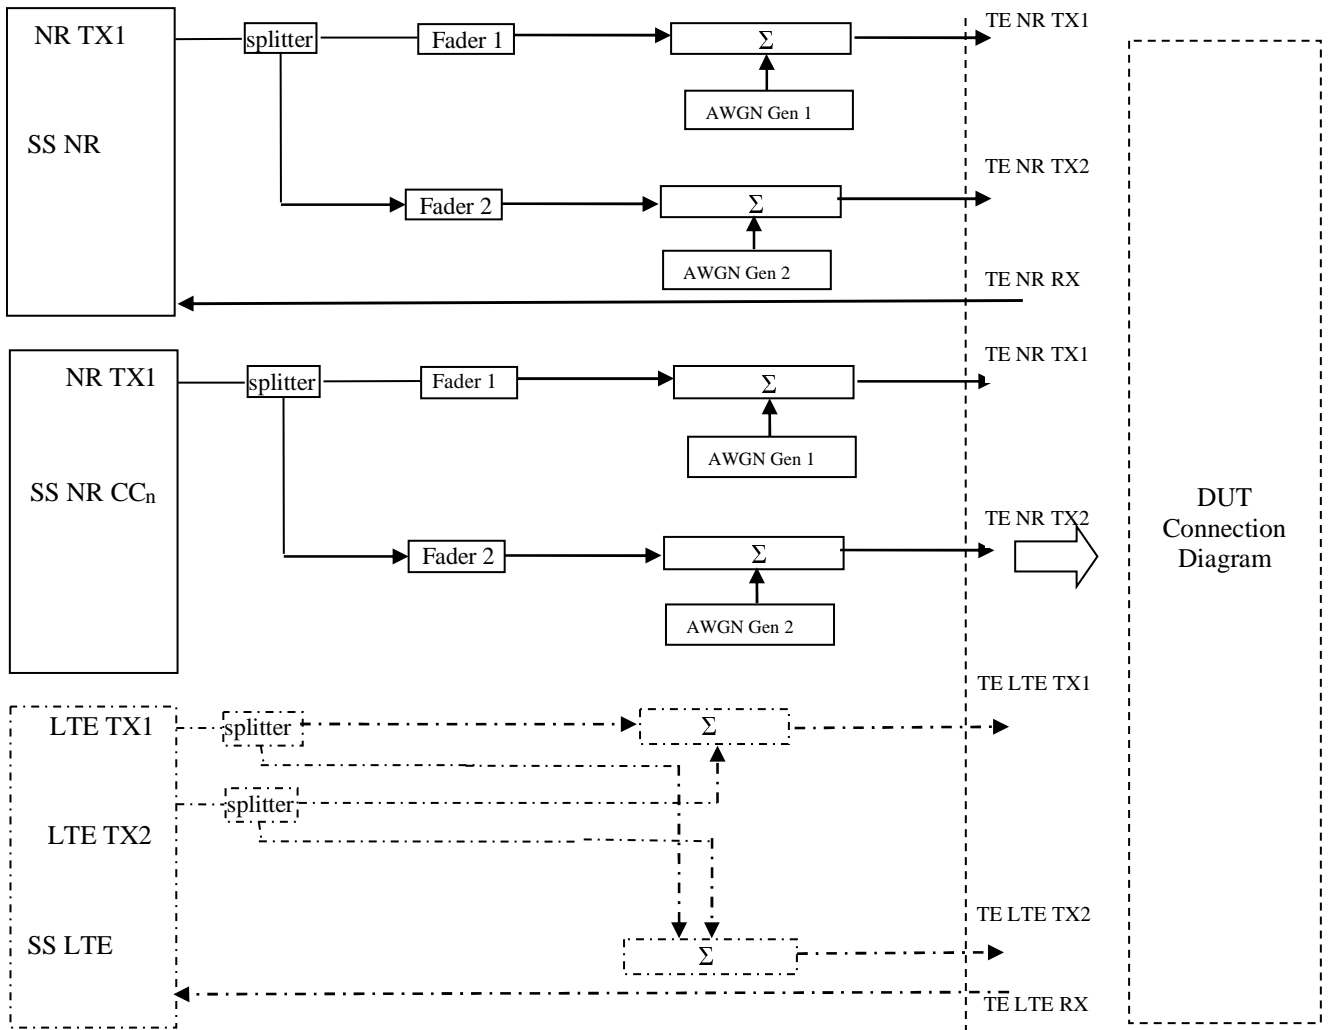 NR TX1
splitter
Fader 1
Σ
TE NR TX1
AWGN Gen 1
SS NR
TE NR TX2
Fader 2
Σ
AWGN Gen 2
TE NR RX
TE NR TX1
NR TX1
splitter
Fader 1
Σ
AWGN Gen 1
SS NR CCn
TE NR TX2
Fader 2
Σ
AWGN Gen 2
DUT
Connection
Diagram
TE LTE TX1
LTE TX1
splitter
Σ
splitter
LTE TX2
TE LTE TX2
SS LTE
Σ
TE LTE RX